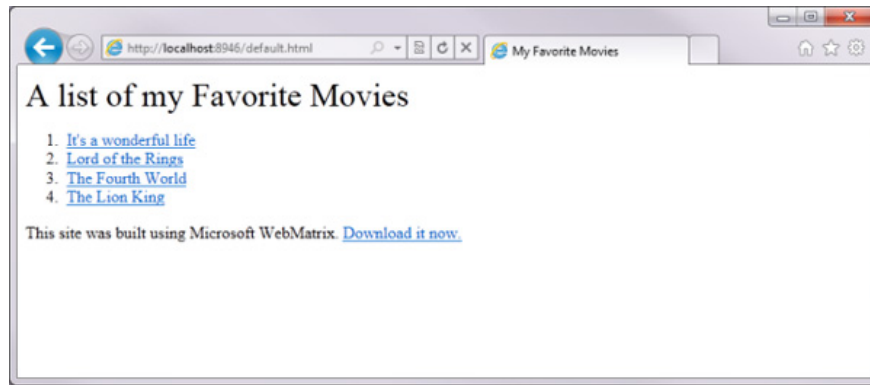 http://localhost:8946/default.html
My Favorite Movies
A list of my Favorite Movies
1. It's a wonderful life
2. Lord of the Rings
3. The Fourth World
4. The Lion King
This site was built using Microsoft WebMatrix. Download it now.